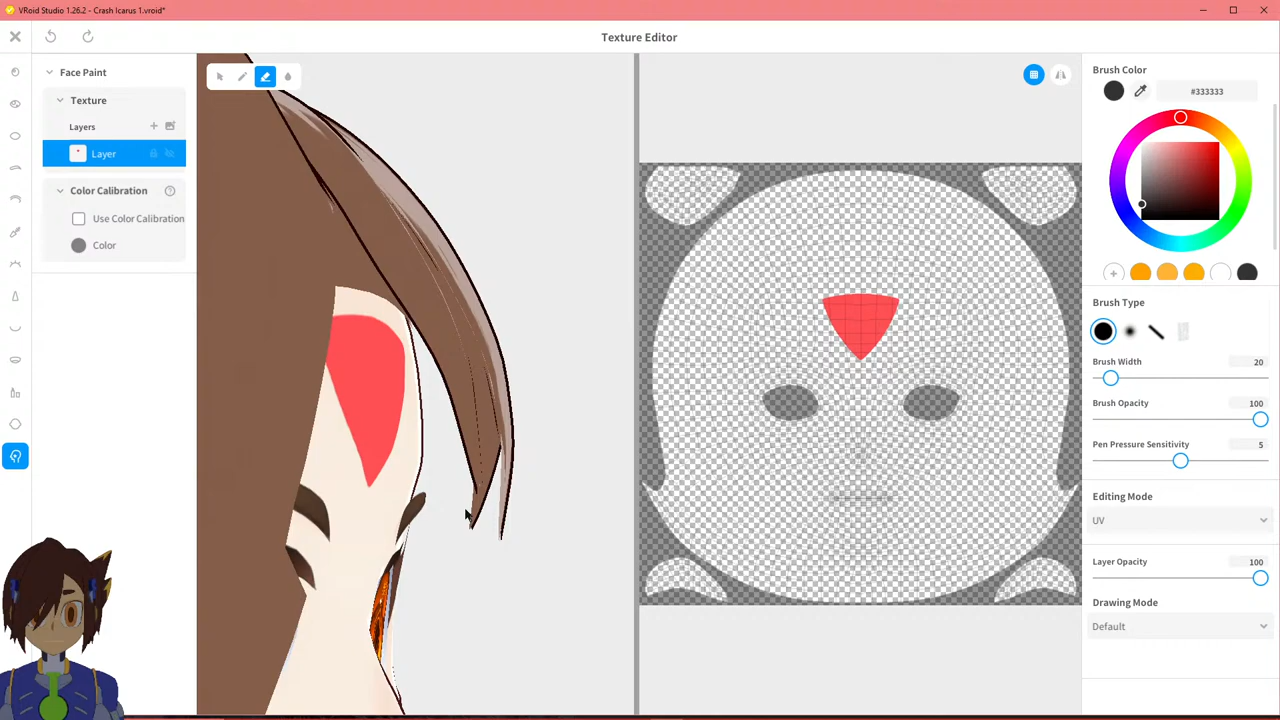 VRoid Studio 1.26.2 - Crash Icarus 1.vroid*
Texture Editor
Face Paint
Texture
Layers
Layer
Color Calibration
Use Color Calibration
Color
Brush Color
#333333
Brush Type
Brush Width 20
Brush Opacity 100
Pen Pressure Sensitivity 5
Editing Mode
UV
Layer Opacity 100
Drawing Mode
Default